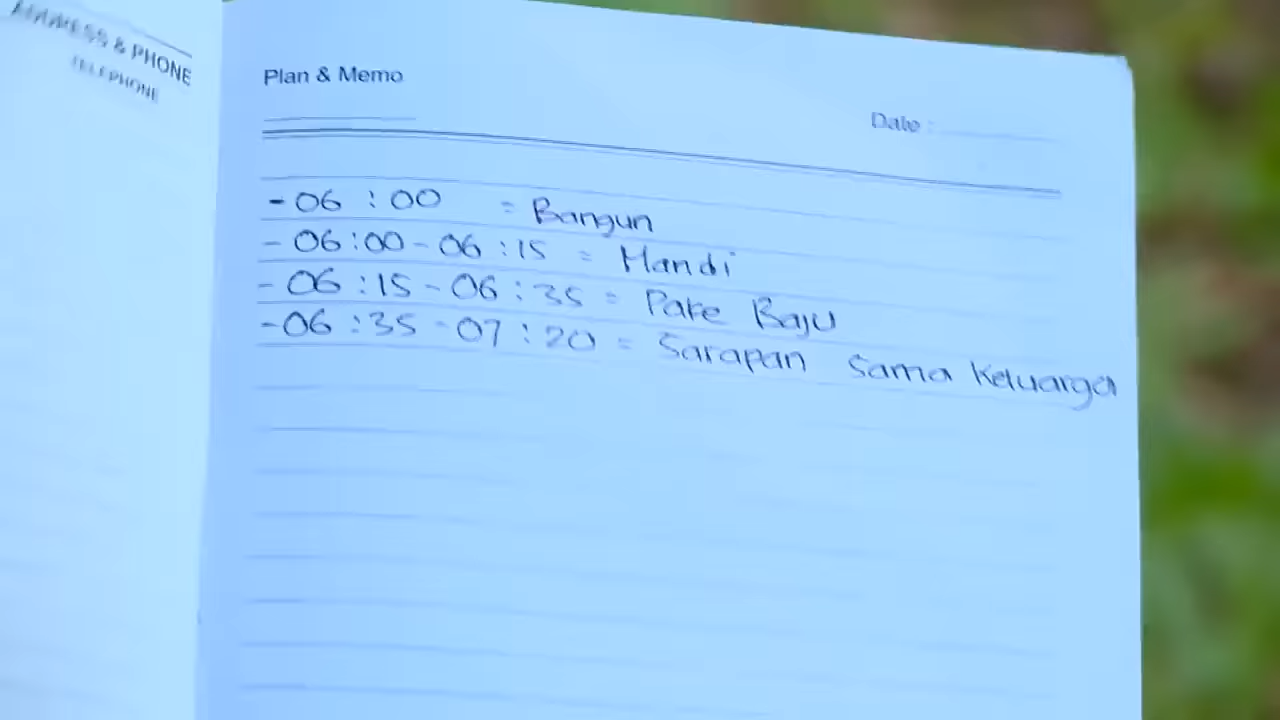 ADDRESS & PHONE
TELEPHONE
Plan & Memo
Date :
-06 : 00 = Bangun
-06:00-06:15 = Mandi
-06:15-06:35 = Pake Baju
-06:35-07:20 = Sarapan Sama Keluarga